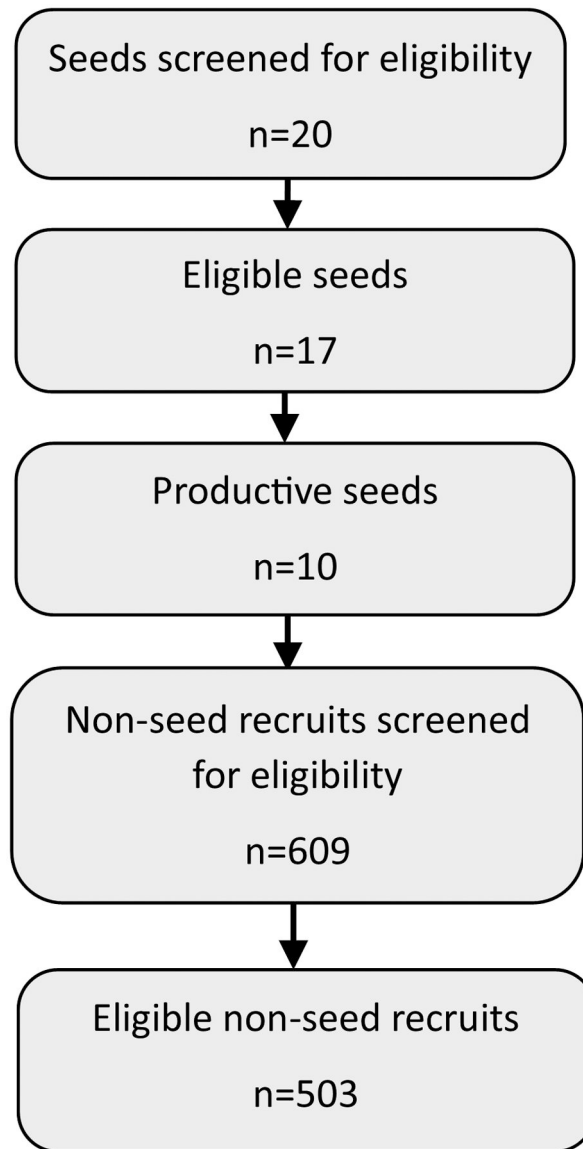 Seeds screened for eligibility
n=20
Eligible seeds
n=17
Productive seeds
n=10
Non-seed recruits screened
for eligibility
n=609
Eligible non-seed recruits
n=503